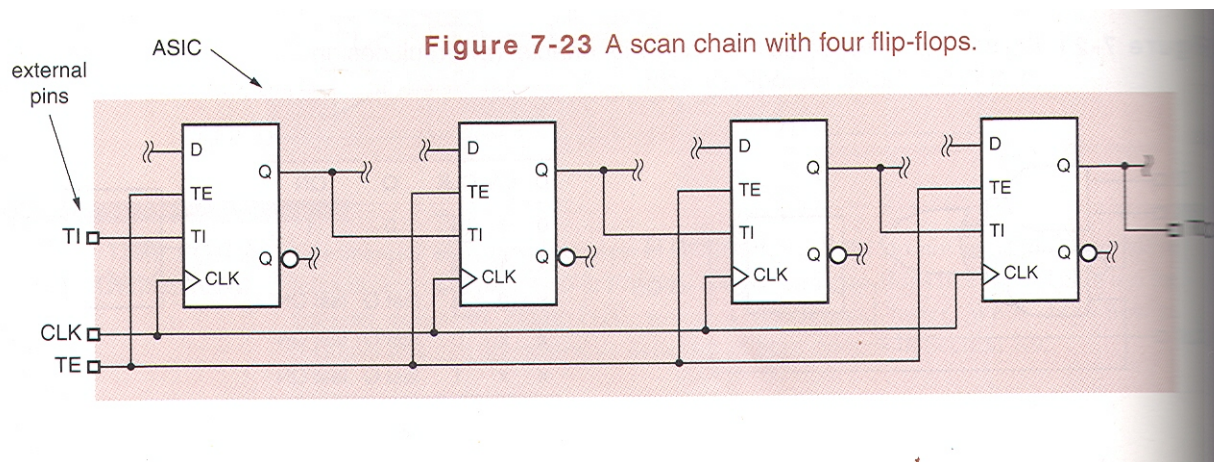 Figure 7-23 A scan chain with four flip-flops.
ASIC
external
pins
D
Q
TE
TI
Q
CLK
D
Q
TE
TI
Q
CLK
D
Q
TE
TI
Q
CLK
D
Q
TE
TI
Q
CLK
TI
CLK
TE